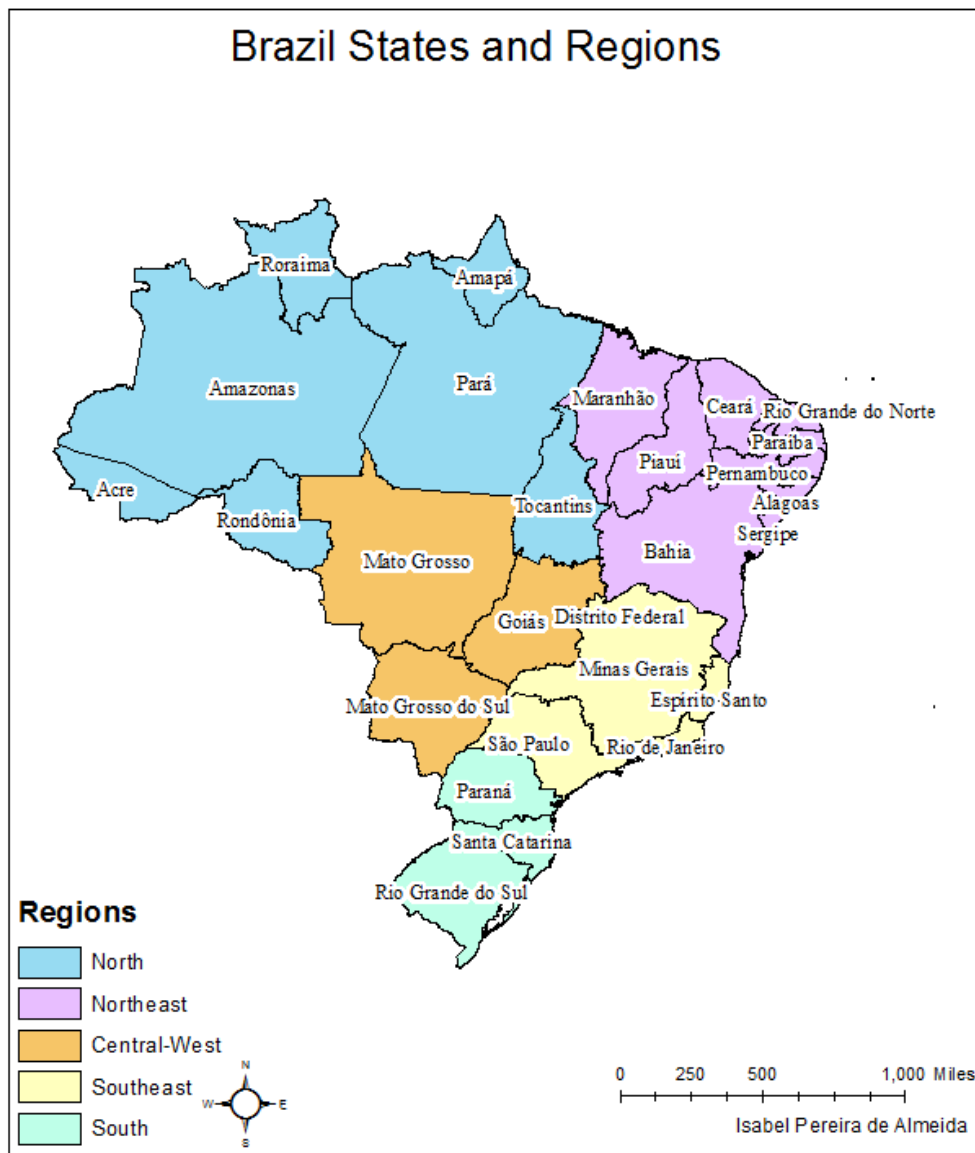 Brazil States and Regions
Roraima
Amapá
Amazonas
Pará
Maranhão
Ceará
Rio Grande do Norte
Paraiba
Piaui
Pernambuco
Acre
Alagoas
Rondônia
Tocantins
Sergipe
Bahia
Mato Grosso
Goiás
Distrito Federal
Minas Gerais
Espírito Santo
Mato Grosso do Sul
São Paulo
Rio de Janeiro
Paraná
Santa Catarina
Rio Grande do Sul
Regions
North
Northeast
Central-West
Southeast
South
N
W
E
S
0 250 500 1,000 Miles
Isabel Pereira de Almeida